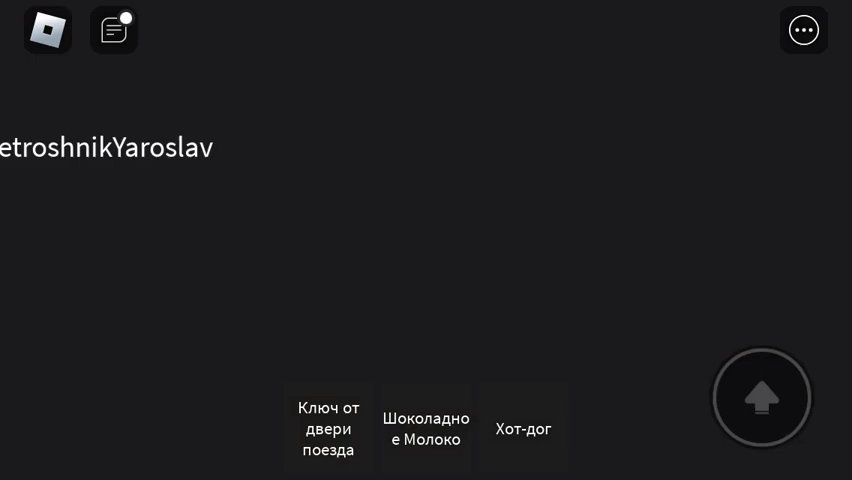 etroshnikYaroslav
Ключ от
двери
поезда
Шоколадно
е Молоко
Хот-дог